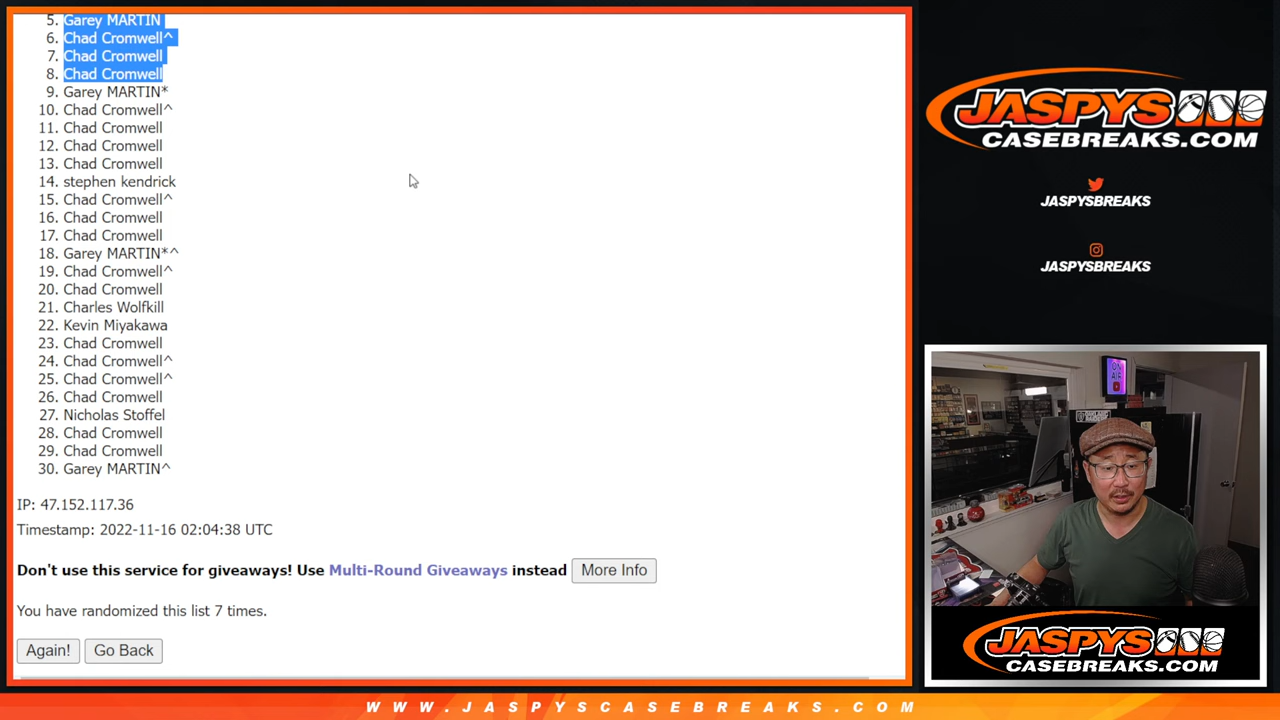 5. Garey MARTIN
6. Chad Cromwell^
7. Chad Cromwell
8. Chad Cromwell
9. Garey MARTIN*
10. Chad Cromwell^
11. Chad Cromwell
12. Chad Cromwell
13. Chad Cromwell
14. stephen kendrick
15. Chad Cromwell^
16. Chad Cromwell
17. Chad Cromwell
18. Garey MARTIN*^
19. Chad Cromwell^
20. Chad Cromwell
21. Charles Wolfkill
22. Kevin Miyakawa
23. Chad Cromwell
24. Chad Cromwell^
25. Chad Cromwell^
26. Chad Cromwell
27. Nicholas Stoffel
28. Chad Cromwell
29. Chad Cromwell
30. Garey MARTIN^
IP: 47.152.117.36
Timestamp: 2022-11-16 02:04:38 UTC
Don't use this service for giveaways! Use Multi-Round Giveaways instead More Info
You have randomized this list 7 times.
Again! Go Back
JASPYS
CASEBREAKS.COM
JASPYSBREAKS
JASPYSBREAKS
ON
AIR
JASPYS
CASEBREAKS.COM
WWW.JASPYSCASEBREAKS.COM